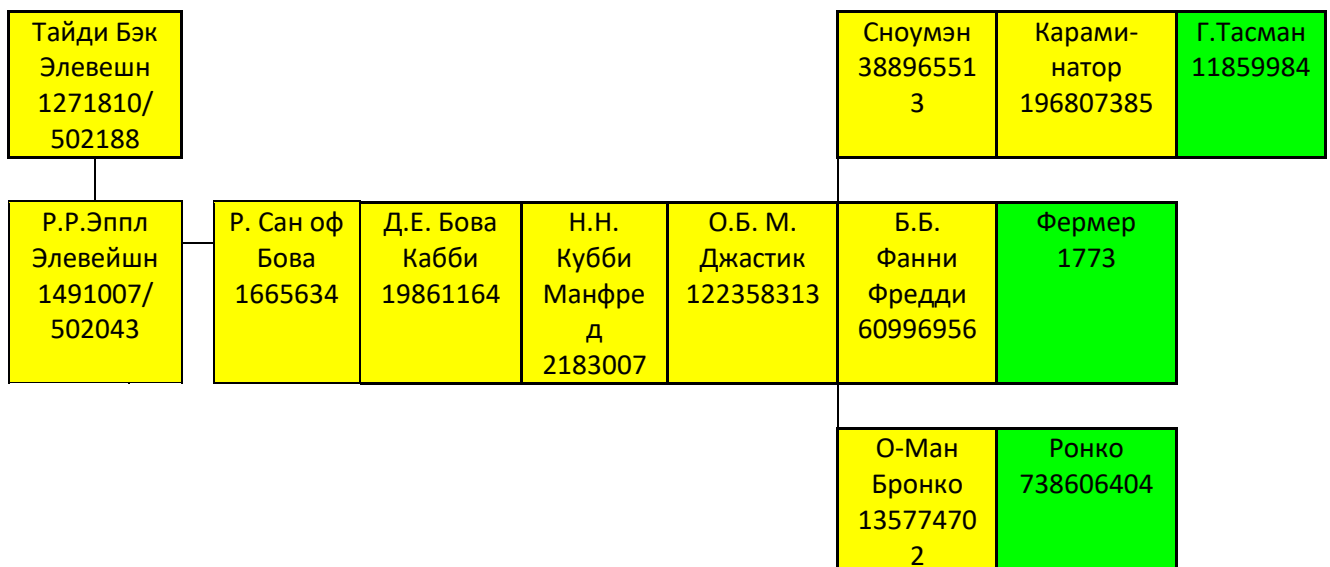 Тайди Бэк
Элевешн
1271810/
502188
Сноумэн
38896551
3
Карами-
натор
196807385
Г.Тасман
11859984
Р.Р.Эппл
Элевейшн
1491007/
502043
Р. Сан оф
Бова
1665634
Д.Е. Бова
Кабби
19861164
Н.Н.
Кубби
Манфре
д
2183007
О.Б. М.
Джастик
122358313
Б.Б.
Фанни
Фредди
60996956
Фермер
1773
О-Ман
Бронко
13577470
2
Ронко
738606404